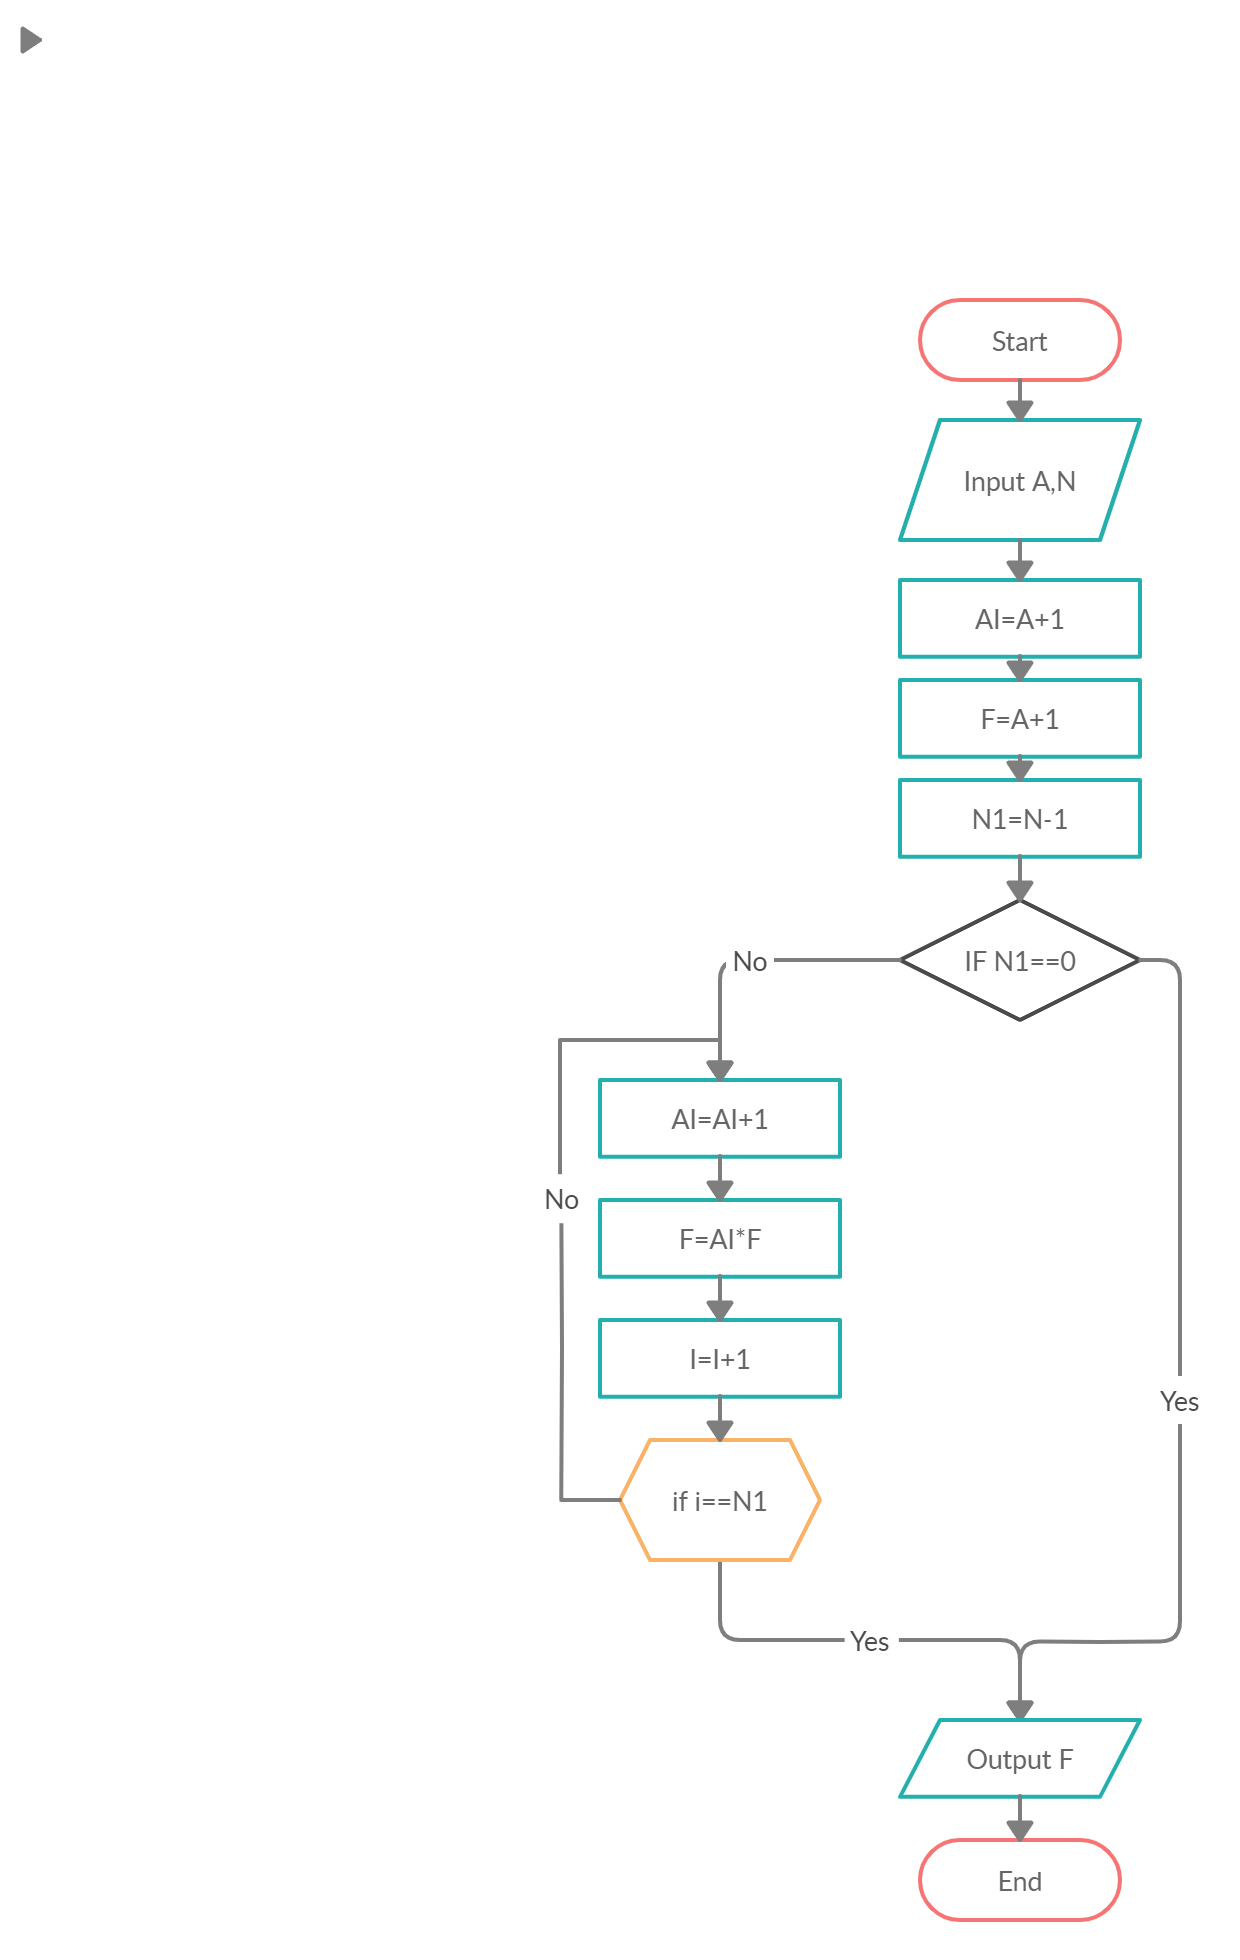 Start
Input A,N
AI=A+1
F=A+1
N1=N-1
IF N1==0
No
AI=AI+1
No
F=AI*F
I=I+1
Yes
if i==N1
Yes
Output F
End